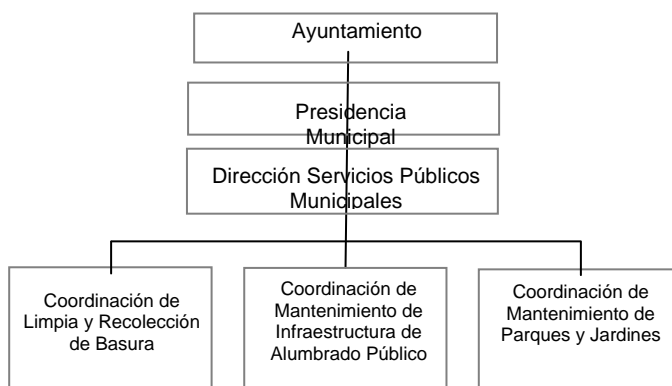 Ayuntamiento
Presidencia
Municipal
Dirección Servicios Públicos
Municipales
Coordinación de
Limpia y Recolección
de Basura
Coordinación de
Mantenimiento de
Infraestructura de
Alumbrado Público
Coordinación de
Mantenimiento de
Parques y Jardines